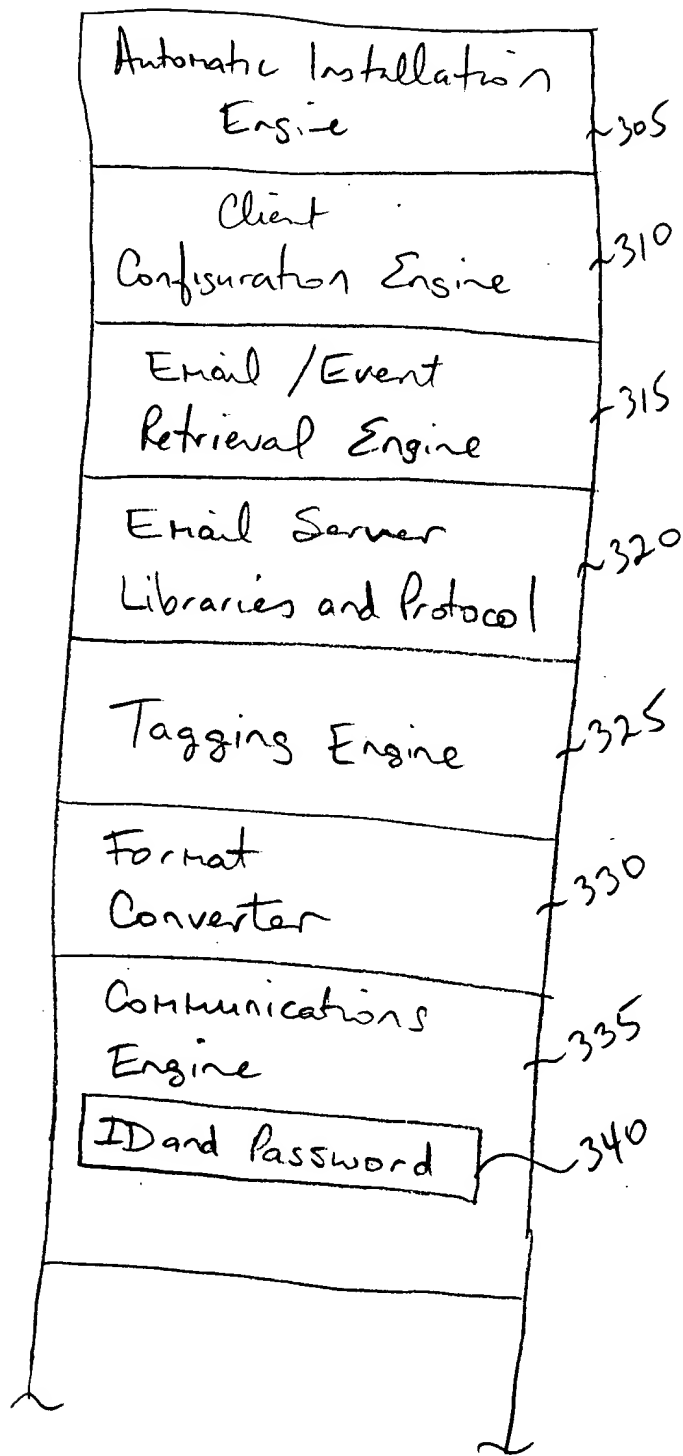 Automatic Installation
Engine
305
Client
Configuration Engine
310
Email / Event
Retrieval Engine
315
Email Server
Libraries and Protocol
320
Tagging Engine
325
Format
Converter
330
Communications
Engine
335
ID and Password
340